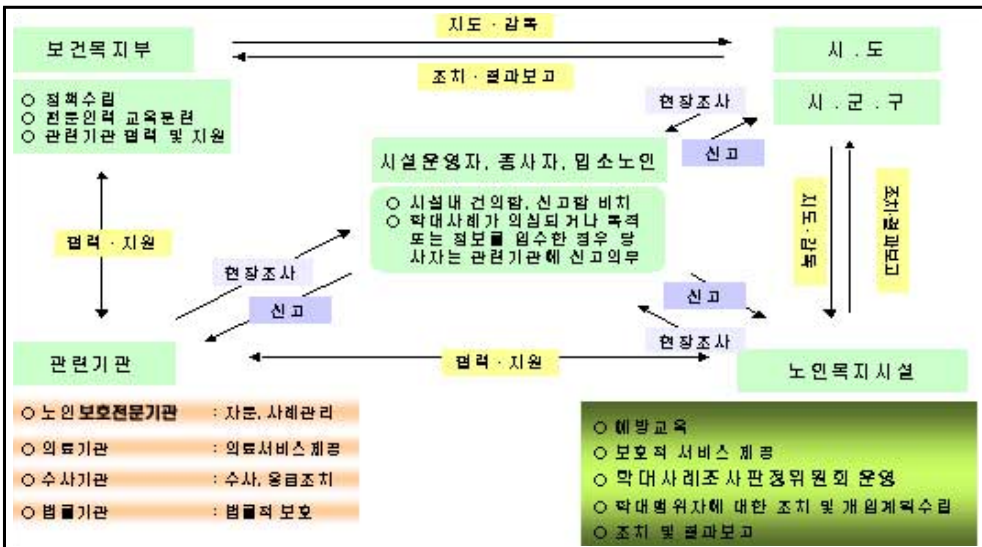 지도·감독
보건복지부
시 . 도
조치·결과보고
시 . 군 . 구
현장조사
○ 정책수립
○ 전문인력 교육훈련
○ 관련기관 협력 및 지원
신고
시설운영자, 종사자, 입소노인
○ 시설내 건의함, 신고함 비치
○ 학대사례가 의심되거나 목격
또는 정보를 입수한 경우 당
사자는 관련기관에 신고의무
지도·감독
조치·결과보고
협력·지원
현장조사
신고
신고
현장조사
관련기관
협력·지원
노인복지시설
○ 노인보호전문기관 : 자문, 사례관리
○ 의료기관 : 의료서비스 제공
○ 수사기관 : 수사, 응급조치
○ 법률기관 : 법률적 보호
○ 예방교육
○ 보호적 서비스 제공
○ 학대사례조사판정위원회 운영
○ 학대행위자에 대한 조치 및 개입계획수립
○ 조치 및 결과보고